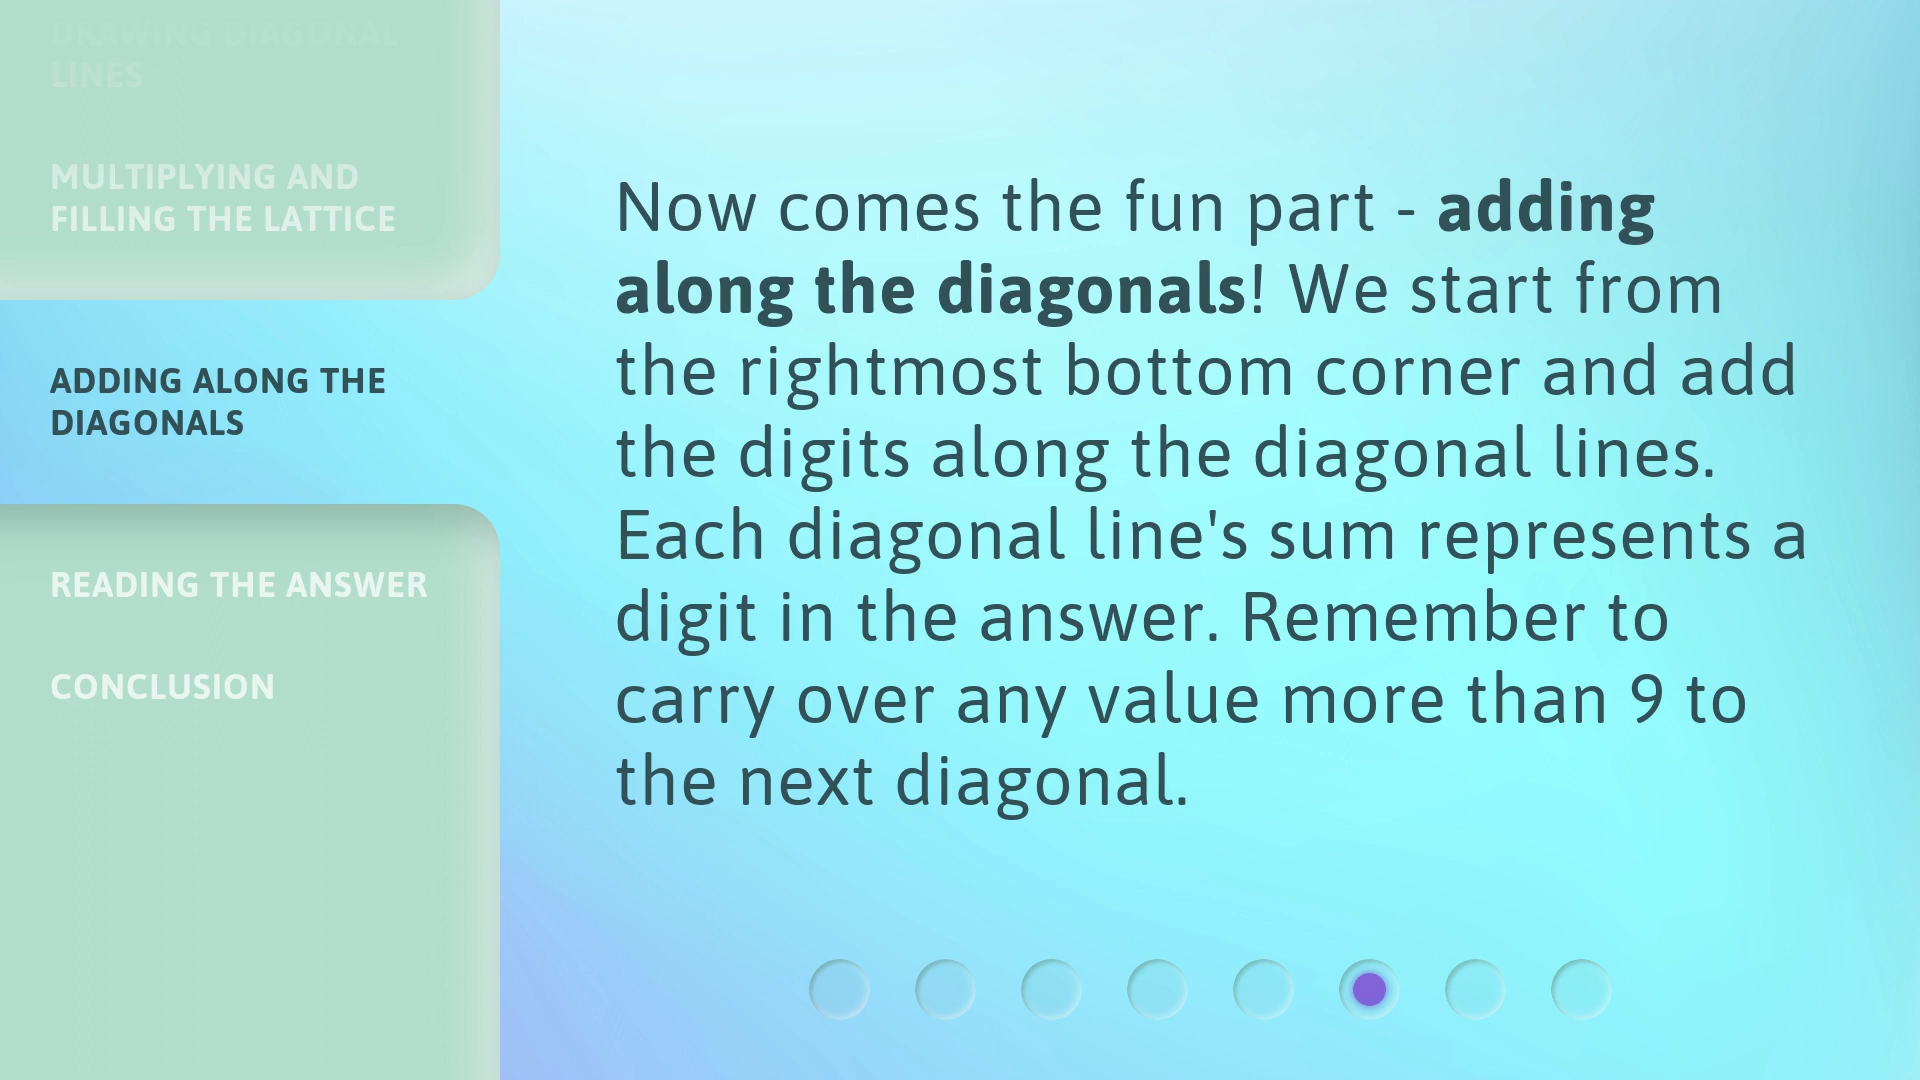 DRAWING DIAGONAL
LINES
MULTIPLYING AND
FILLING THE LATTICE
ADDING ALONG THE
DIAGONALS
READING THE ANSWER
CONCLUSION
Now comes the fun part - adding
along the diagonals! We start from
the rightmost bottom corner and add
the digits along the diagonal lines.
Each diagonal line's sum represents a
digit in the answer. Remember to
carry over any value more than 9 to
the next diagonal.